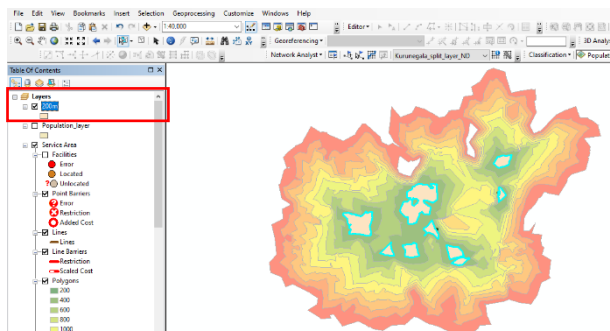 File Edit View Bookmarks Insert Selection Geoprocessing Customize Windows Help
1:40,000
Editor
Georeferencing
3D Analy
Network Analyst
Kurunegala_split_layer_ND
Classification
Populati
Table Of Contents
Layers
200m
Population_layer
Service Area
Facilities
Error
Located
Unlocated
Point Barriers
Error
Restriction
Added Cost
Lines
Lines
Line Barriers
Restriction
Scaled Cost
Polygons
200
400
600
800
1000